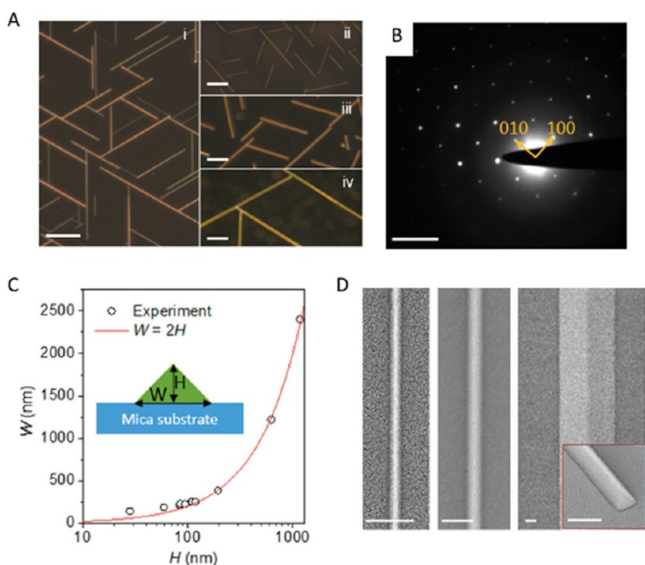 A
i
ii
iii
iv
B
010
100
C
W (nm)
2500
2000
1500
1000
500
0
Experiment
W = 2H
H
W
Mica substrate
10
100
1000
H (nm)
D